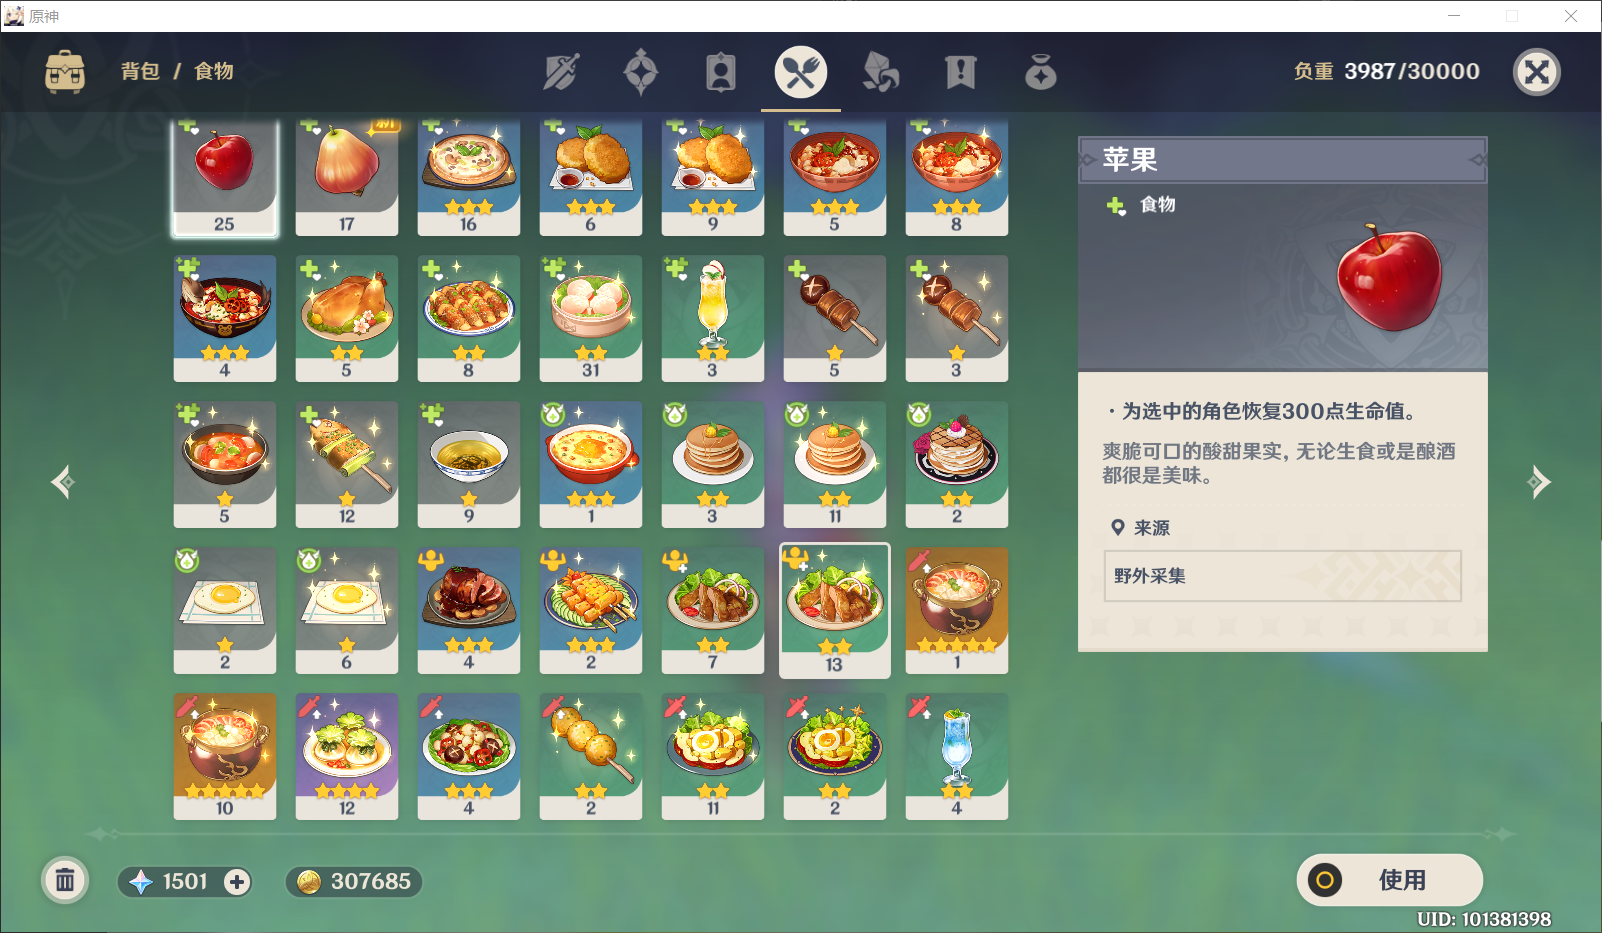 原神
背包 / 食物
负重 3987/30000
新
25 17 16 6 9 5 8
4 5 8 31 3 5 3
5 12 9 1 3 11 2
2 6 4 2 7 13 1
10 12 4 2 11 2 4
苹果
食物
·为选中的角色恢复300点生命值。
爽脆可口的酸甜果实，无论生食或是酿酒
都很是美味。
来源
野外采集
1501
307685
使用
UID: 101381398